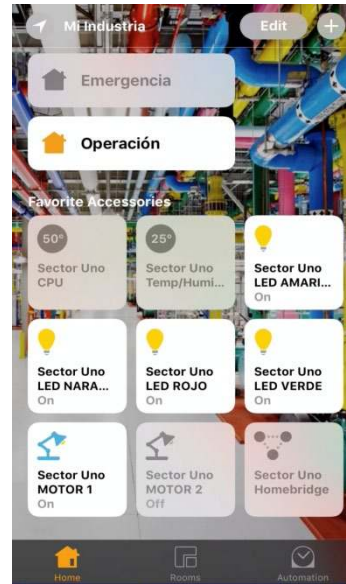 Mi Industria
Edit
Emergencia
Operación
Favorite Accessories
50°
25°
Sector Uno
CPU
Sector Uno
Temp/Humi...
Sector Uno
LED AMARI...
On
Sector Uno
LED NARA...
On
Sector Uno
LED ROJO
On
Sector Uno
LED VERDE
On
Sector Uno
MOTOR 1
On
Sector Uno
MOTOR 2
Off
Sector Uno
Homebridge
Home
Rooms
Automation